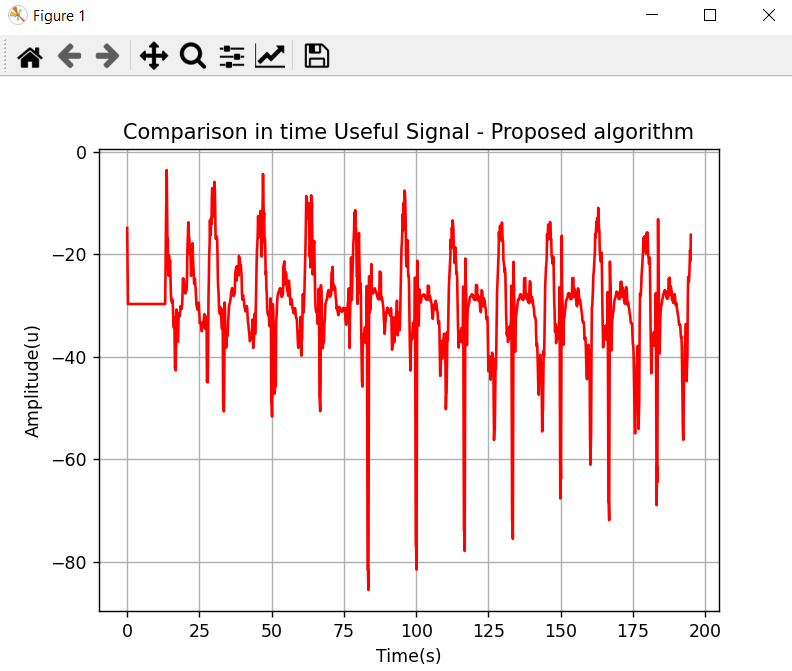 Figure 1
Comparison in time Useful Signal - Proposed algorithm
0
−20
−40
−60
−80
Amplitude(u)
0 25 50 75 100 125 150 175 200
Time(s)